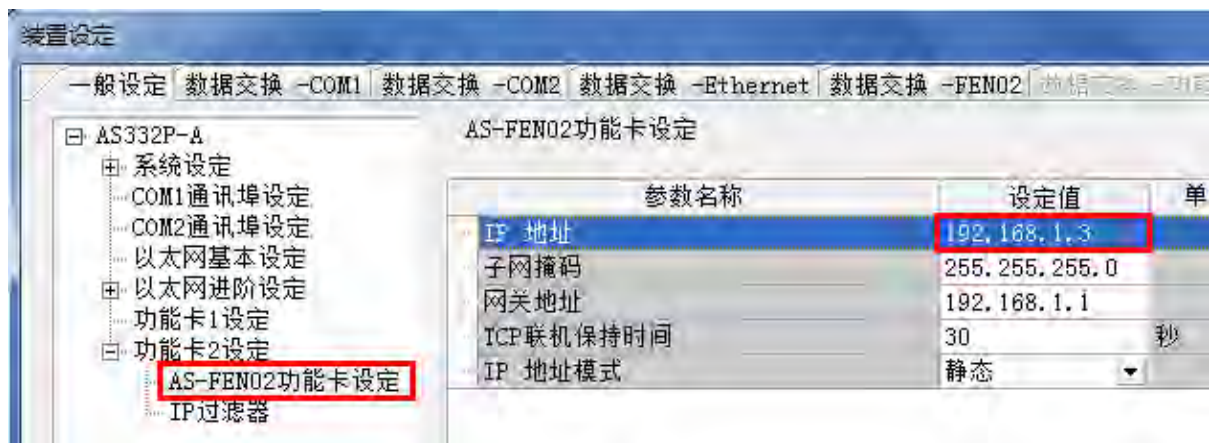 装置设定
一般设定 数据交换 -COM1 数据交换 -COM2 数据交换 -Ethernet 数据交换 -FEN02
AS332P-A
系统设定
COM1通讯埠设定
COM2通讯埠设定
以太网基本设定
以太网进阶设定
功能卡1设定
功能卡2设定
AS-FEN02功能卡设定
IP过滤器
AS-FEN02功能卡设定
参数名称 设定值 单
IP 地址 192.168.1.3
子网掩码 255.255.255.0
网关地址 192.168.1.1
TCP联机保持时间 30 秒
IP 地址模式 静态